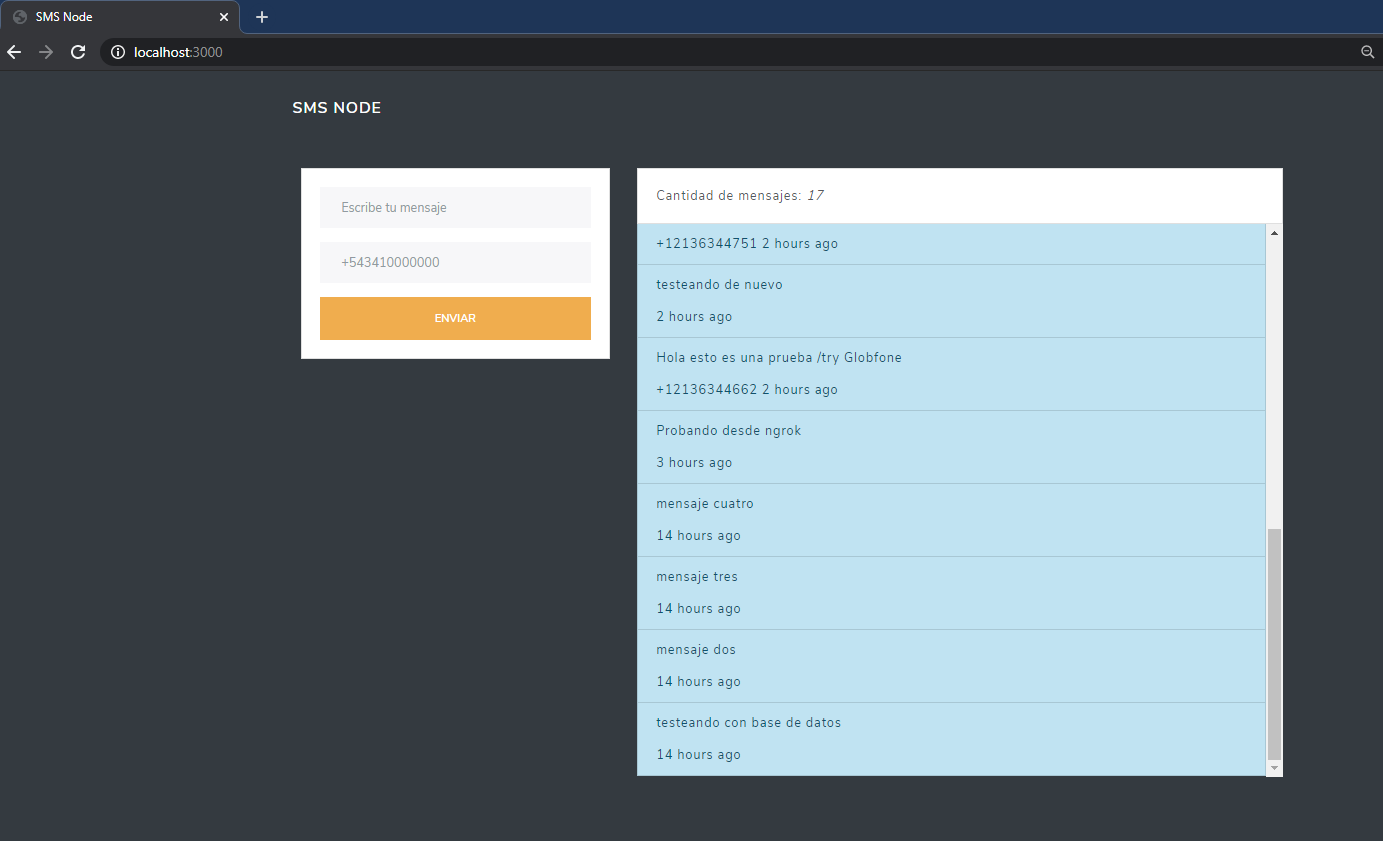 SMS Node
localhost:3000
SMS NODE
Escribe tu mensaje
+543410000000
ENVIAR
Cantidad de mensajes: 17
+12136344751 2 hours ago
testeando de nuevo
2 hours ago
Hola esto es una prueba /try Globfone
+12136344662 2 hours ago
Probando desde ngrok
3 hours ago
mensaje cuatro
14 hours ago
mensaje tres
14 hours ago
mensaje dos
14 hours ago
testeando con base de datos
14 hours ago